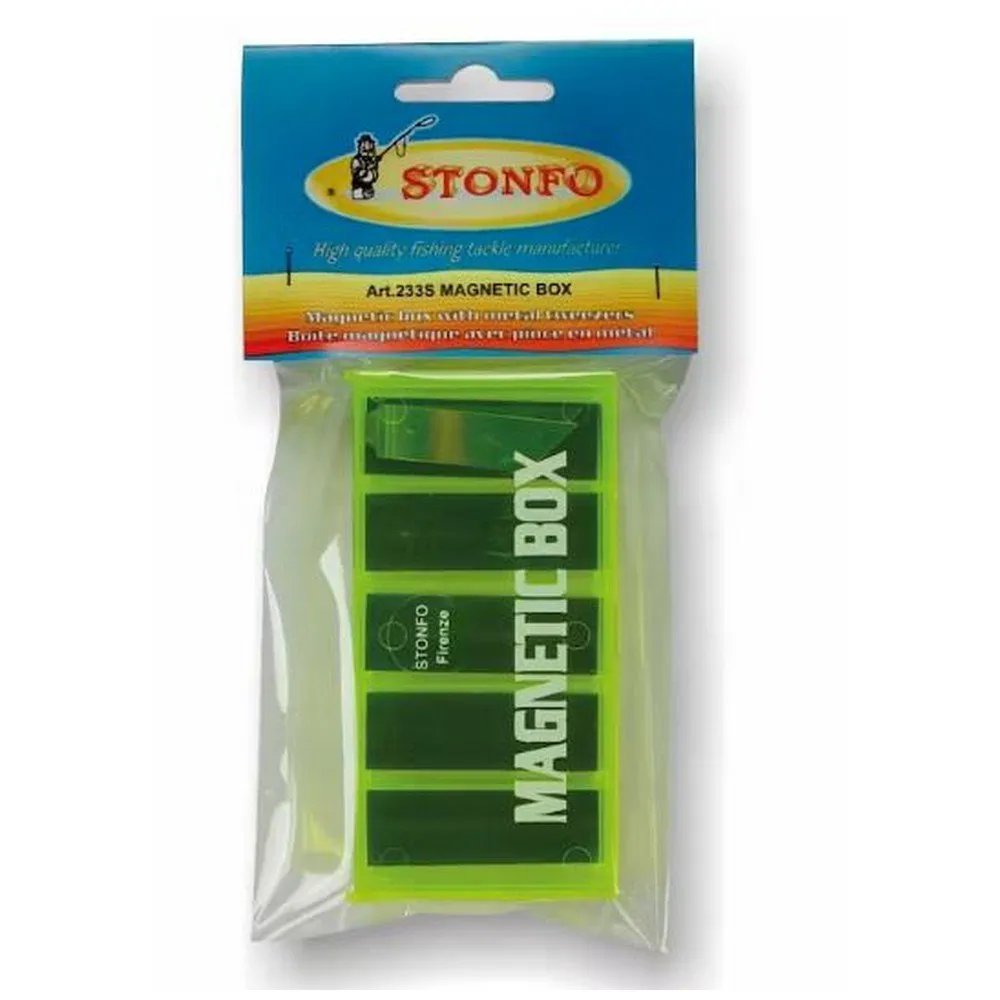 STONFO
High quality fishing tackle manufacturer
Art.233S MAGNETIC BOX
Magnetic box with metal tweezers
Boite magnetique avec pince en metal
MAGNETIC BOX
STONFO
Firenze